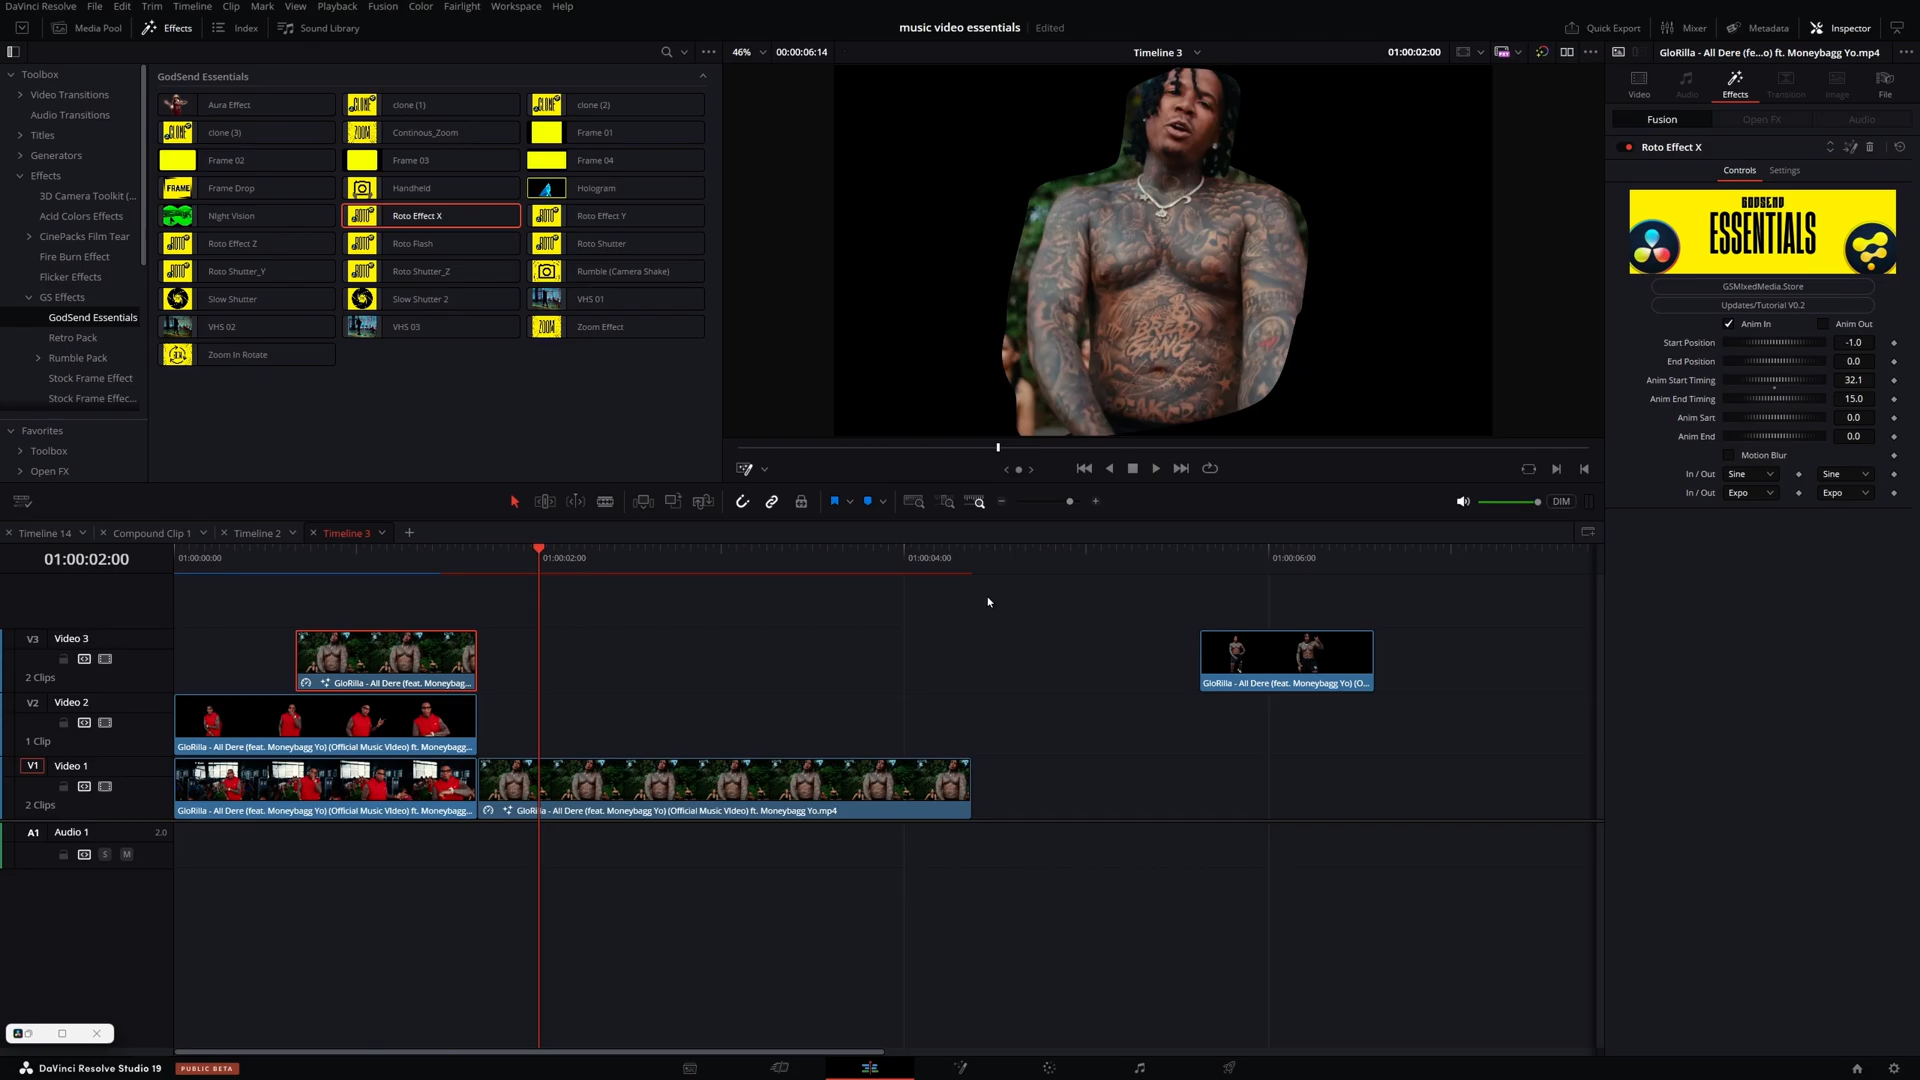 DaVinci Resolve File Edit Trim Timeline Clip Mark View Playback Fusion Color Fairlight Workspace Help
Media Pool Effects Index Sound Library music video essentials Edited Quick Export Mixer Metadata Inspector
46% 00:00:06:14 Timeline 3 01:00:02:00 GloRilla - All Dere (fe...o) ft. Moneybagg Yo.mp4
Toolbox
Video Transitions
Audio Transitions
Titles
Generators
Effects
3D Camera Toolkit (...
Acid Colors Effects
CinePacks Film Tear
Fire Burn Effect
Flicker Effects
GS Effects
GodSend Essentials
Retro Pack
Rumble Pack
Stock Frame Effect
Stock Frame Effec...
Favorites
Toolbox
Open FX
GodSend Essentials
Aura Effect clone (1) clone (2)
clone (3) Continous_Zoom Frame 01
Frame 02 Frame 03 Frame 04
Frame Drop Handheld Hologram
NIght Vision Roto Effect X Roto Effect Y
Roto Effect Z Roto Flash Roto Shutter
Roto Shutter_Y Roto Shutter_Z Rumble (Camera Shake)
Slow Shutter Slow Shutter 2 VHS 01
VHS 02 VHS 03 Zoom Effect
Zoom In Rotate
BREAD
GANG
Video Audio Effects Transition Image File
Fusion Open FX Audio
Roto Effect X
Controls Settings
GODSEND
ESSENTIALS
GSMIxedMedia.Store
Updates/Tutorial V0.2
Anim In Anim Out
Start Position -1.0
End Position 0.0
Anim Start Timing 32.1
Anim End Timing 15.0
Anim Sart 0.0
Anim End 0.0
Motion Blur
In / Out Sine Sine
In / Out Expo Expo
DIM
Timeline 14 Compound Clip 1 Timeline 2 Timeline 3
01:00:02:00 01:00:00:00 01:00:02:00 01:00:04:00 01:00:06:00
V3 Video 3
2 Clips
GloRilla - All Dere (feat. Moneybag...
GloRilla - All Dere (feat. Moneybagg Yo) (O...
V2 Video 2
1 Clip
GloRilla - All Dere (feat. Moneybagg Yo) (Official Music VIdeo) ft. Moneybagg...
V1 Video 1
2 Clips
GloRilla - All Dere (feat. Moneybagg Yo) (Official Music VIdeo) ft. Moneybagg...
GloRilla - All Dere (feat. Moneybagg Yo) (Official Music VIdeo) ft. Moneybagg Yo.mp4
A1 Audio 1 2.0
S M
DaVinci Resolve Studio 19 PUBLIC BETA